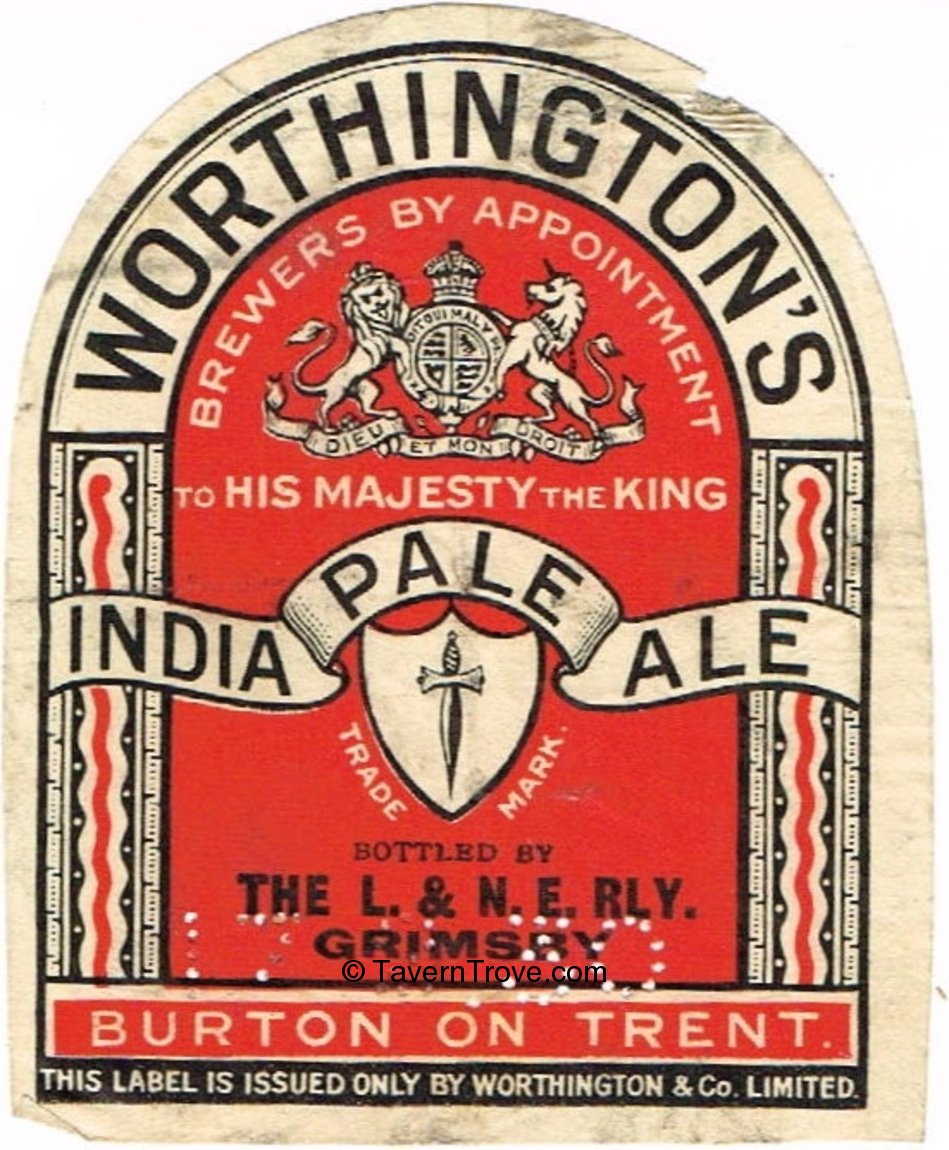 WORTHINGTON'S
BREWERS BY APPOINTMENT
DIEU ET MON DROIT
TO HIS MAJESTY THE KING
INDIA PALE ALE
TRADE MARK.
BOTTLED BY
THE L. & N. E. RLY.
GRIMSBY
© TavernTrove.com
BURTON ON TRENT.
THIS LABEL IS ISSUED ONLY BY WORTHINGTON & Co. LIMITED.